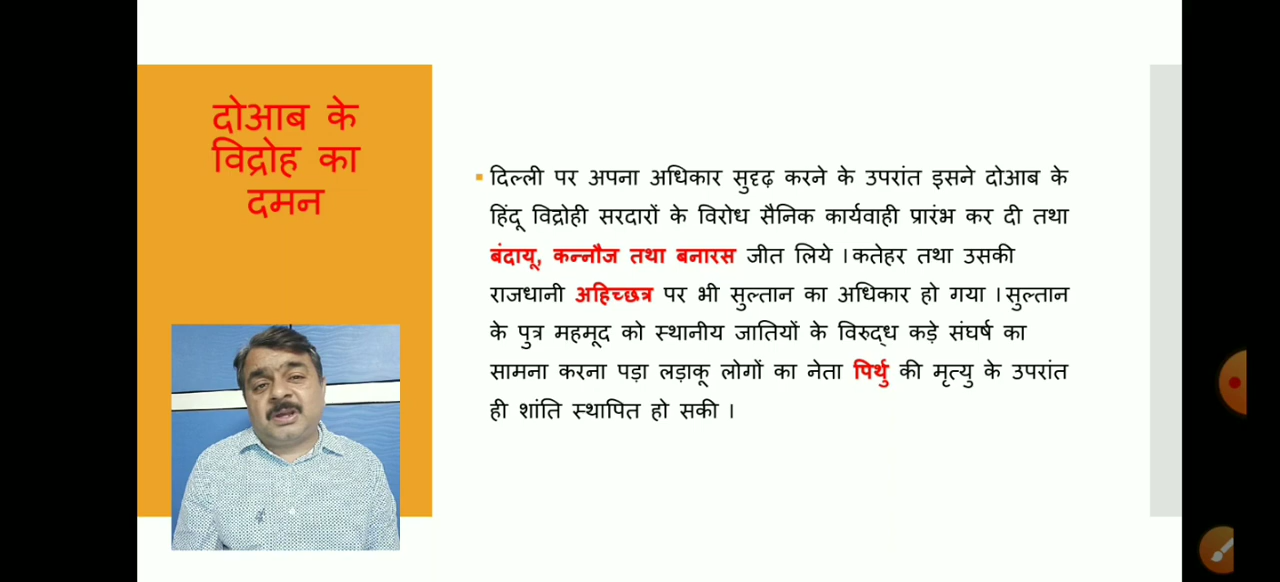 दोआब के
विद्रोह का
दमन
दिल्ली पर अपना अधिकार सुदृढ़ करने के उपरांत इसने दोआब के
हिंदू विद्रोही सरदारों के विरोध सैनिक कार्यवाही प्रारंभ कर दी तथा
बंदायू, कन्नौज तथा बनारस जीत लिये ।कतेहर तथा उसकी
राजधानी अहिच्छत्र पर भी सुल्तान का अधिकार हो गया ।सुल्तान
के पुत्र महमूद को स्थानीय जातियों के विरुद्ध कड़े संघर्ष का
सामना करना पड़ा लड़ाकू लोगों का नेता पिर्थु की मृत्यु के उपरांत
ही शांति स्थापित हो सकी ।